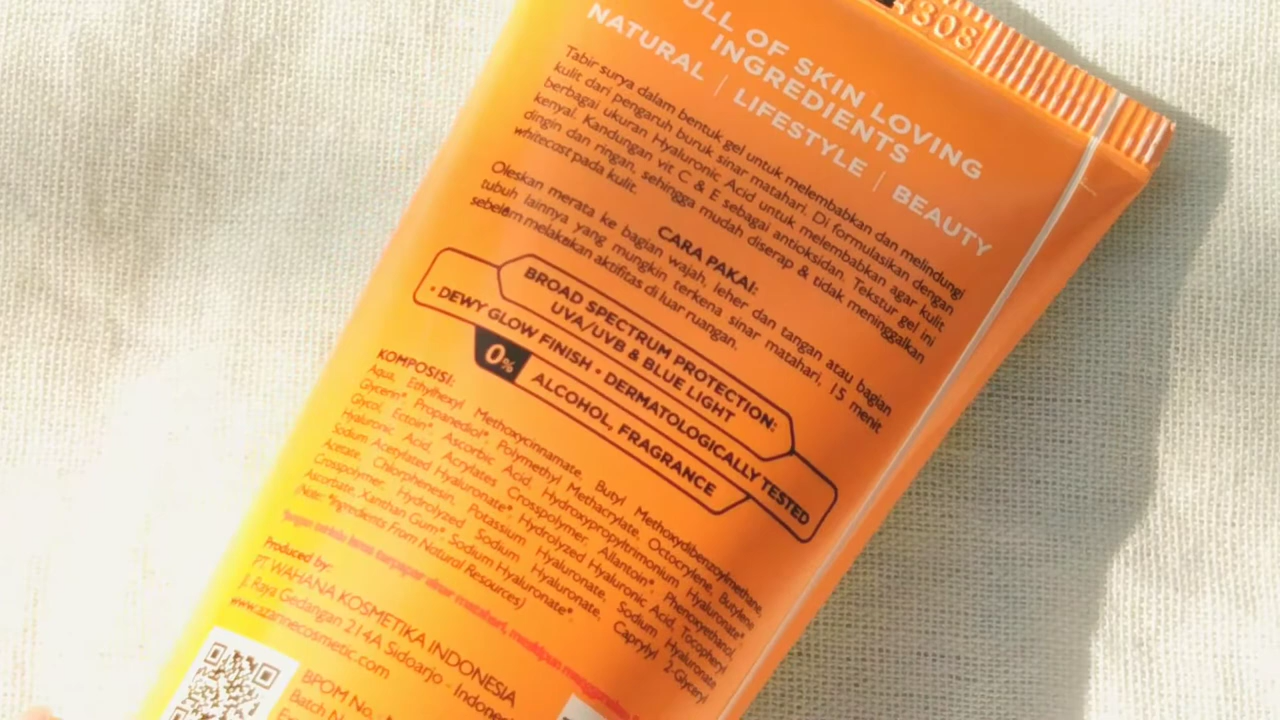 4308
FULL OF SKIN LOVING
INGREDIENTS
NATURAL | LIFESTYLE | BEAUTY
Tabir surya dalam bentuk gel untuk melembabkan dan melindungi
kulit dari pengaruh buruk sinar matahari. Di formulasikan dengan
berbagai ukuran Hyaluronic Acid untuk melembabkan agar kulit
kenyal. Kandungan vit C & E sebagai antioksidan. Tekstur gel ini
dingin dan ringan, sehingga mudah diserap & tidak meninggalkan
whitecast pada kulit.
CARA PAKAI:
Oleskan merata ke bagian wajah, leher dan tangan atau bagian
tubuh lainnya yang mungkin terkena sinar matahari, 15 menit
sebelum melakukan aktifitas di luar ruangan.
BROAD SPECTRUM PROTECTION:
UVA/UVB & BLUE LIGHT
• DEWY GLOW FINISH • DERMATOLOGICALLY TESTED
0% ALCOHOL, FRAGRANCE
KOMPOSISI:
Aqua, Ethylhexyl Methoxycinnamate, Butyl Methoxydibenzoylmethane,
Glycerin*, Propanediol*, Polymethyl Methacrylate, Octocrylene, Butylene
Glycol, Ectoin*, Ascorbic Acid, Hydroxypropyltrimonium Hyaluronate*,
Hyaluronic Acid, Acrylates Crosspolymer, Allantoin*, Phenoxyethanol,
Sodium Acetylated Hyaluronate*, Hydrolyzed Hyaluronic Acid, Tocopheryl
Acetate, Chlorphenesin, Potassium Hyaluronate, Sodium Hyaluronate
Crosspolymer, Hydrolyzed Sodium Hyaluronate, Caprylyl 2-Glyceryl
Ascorbate, Xanthan Gum*, Sodium Hyaluronate*.
(Note: *Ingredients From Natural Resources)
terpapar sinar matahari, meskipun
Produced by:
PT. WAHANA KOSMETIKA INDONESIA
Jl. Raya Gedangan 214A Sidoarjo - Indonesia
www.azarinecosmetic.com
BPOM No.
Batch